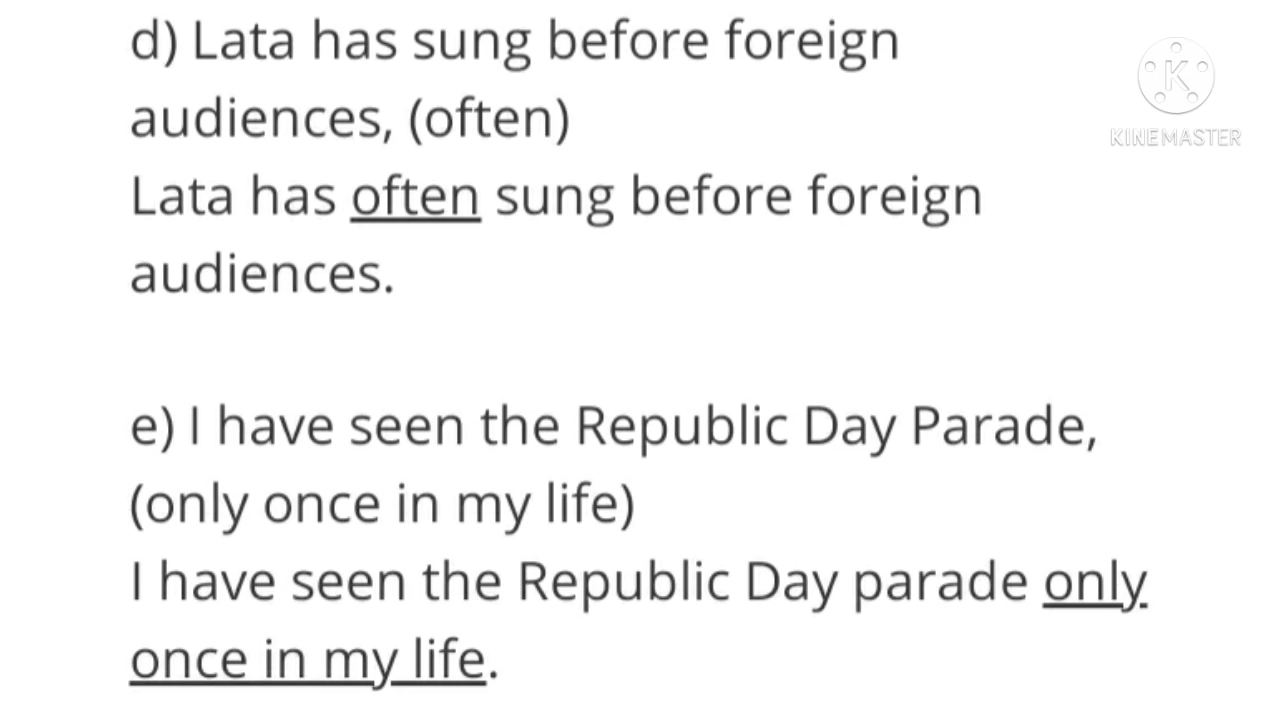 d) Lata has sung before foreign
audiences, (often)
Lata has often sung before foreign
audiences.
e) I have seen the Republic Day Parade,
(only once in my life)
I have seen the Republic Day parade only
once in my life.
K
KINEMASTER